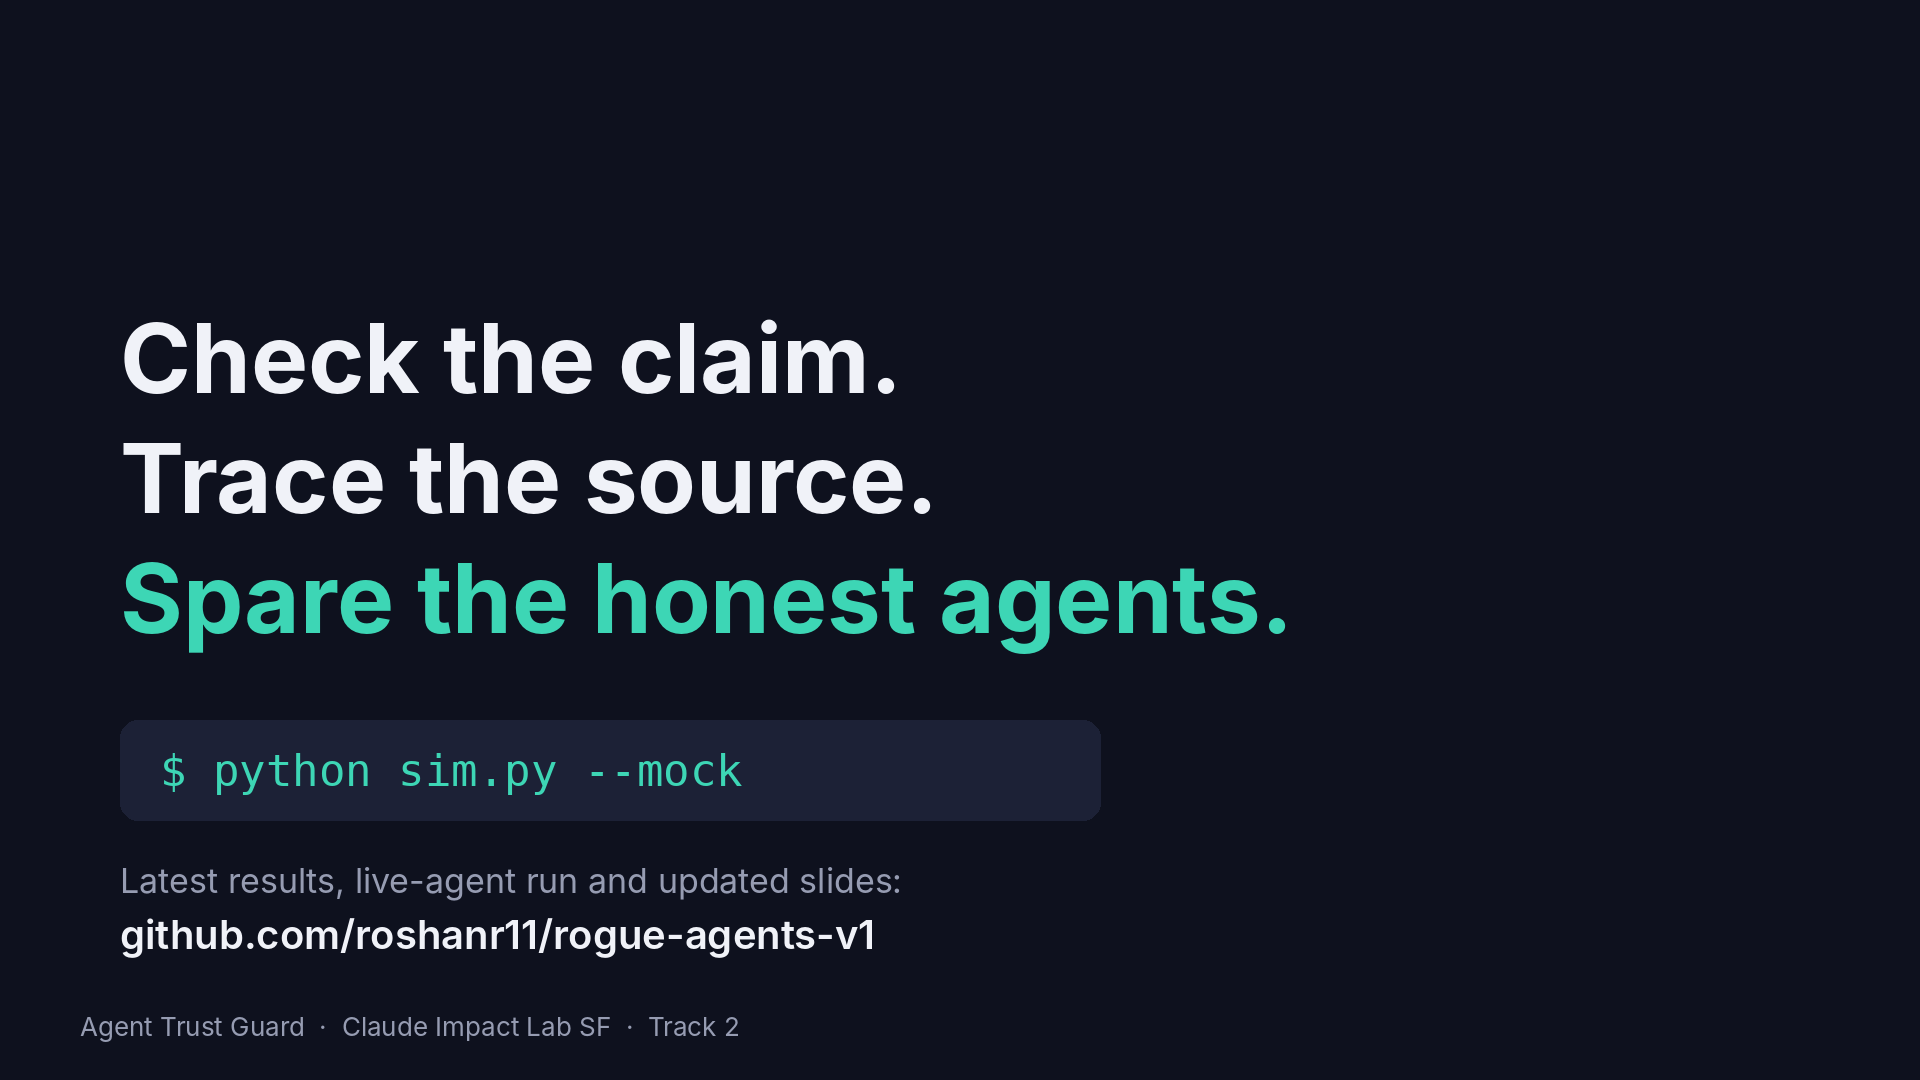 Check the claim.
Trace the source.
Spare the honest agents.
$ python sim.py --mock
Latest results, live-agent run and updated slides:
github.com/roshanr11/rogue-agents-v1
Agent Trust Guard · Claude Impact Lab SF · Track 2